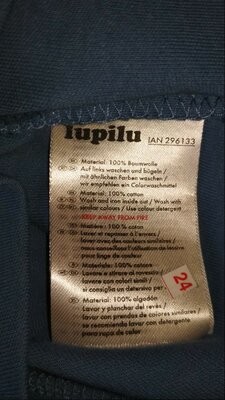 lupilu IAN 296133
Material: 100% Baumwolle
Auf links waschen und bügeln /
mit ähnlichen Farben waschen /
wir empfehlen ein Colorwaschmittel
Material: 100% cotton
Wash and iron inside out / Wash with
similar colours / Use colour detergent
KEEP AWAY FROM FIRE
100% coton
Laver et repasser à l'envers /
laver avec des couleurs similaires /
nous conseillons l'utilisation de lessive
pour linge de couleur
Materiale: 100% cotone
Lavare e stirare al rovescio /
lavare con colori simili /
si consiglia un detersivo per
24
Material: 100% algodón
Lavar y planchar del revés /
lavar con prendas de colores similares /
se recomienda lavar con detergente
para ropa de color